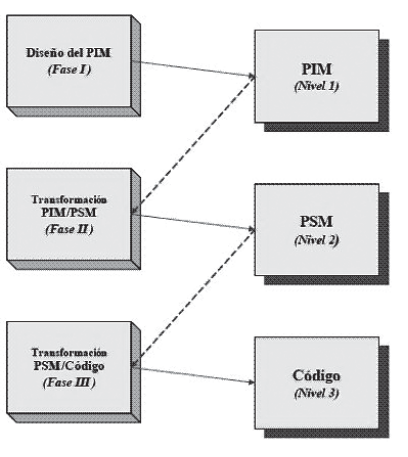 Diseño del PIM
(Fase I)
PIM
(Nivel 1)
Transformación
PIM/PSM
(Fase II)
PSM
(Nivel 2)
Transformación
PSM/Código
(Fase III)
Código
(Nivel 3)